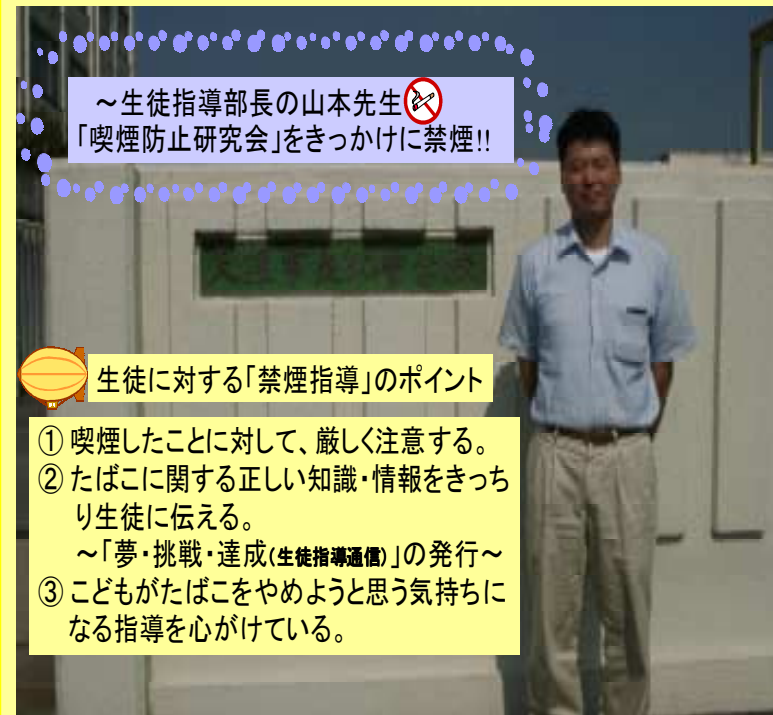 ～生徒指導部長の山本先生
「喫煙防止研究会」をきっかけに禁煙!!
生徒に対する「禁煙指導」のポイント
① 喫煙したことに対して、厳しく注意する。
② たばこに関する正しい知識・情報をきっち
り生徒に伝える。
～「夢・挑戦・達成(生徒指導通信)」の発行～
③ こどもがたばこをやめようと思う気持ちに
なる指導を心がけている。